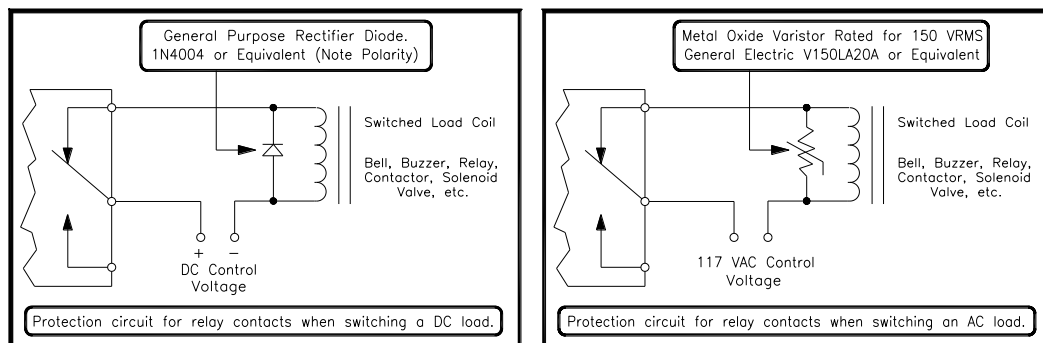 General Purpose Rectifier Diode.
1N4004 or Equivalent (Note Polarity)
Switched Load Coil
Bell, Buzzer, Relay,
Contactor, Solenoid
Valve, etc.
+ −
DC Control
Voltage
Protection circuit for relay contacts when switching a DC load.
Metal Oxide Varistor Rated for 150 VRMS
General Electric V150LA20A or Equivalent
Switched Load Coil
Bell, Buzzer, Relay,
Contactor, Solenoid
Valve, etc.
117 VAC Control
Voltage
Protection circuit for relay contacts when switching an AC load.